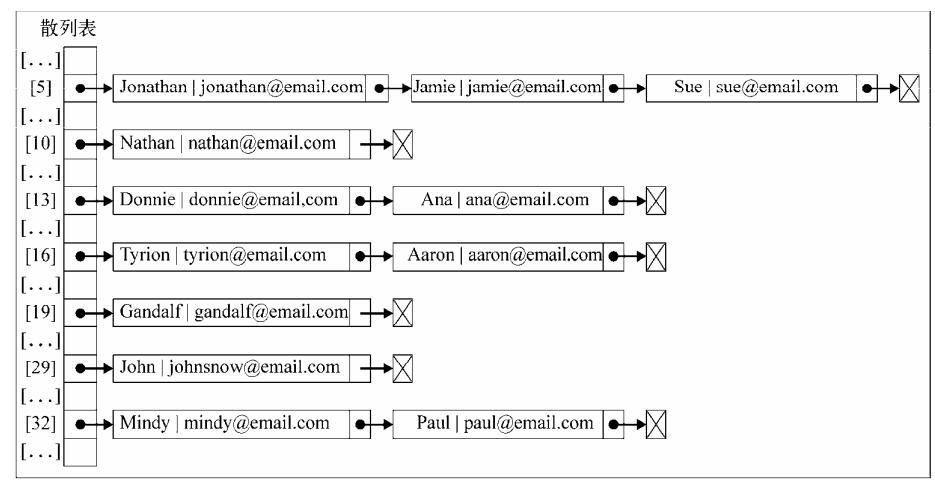 散列表
[...]
[5] Jonathan | jonathan@email.com Jamie | jamie@email.com Sue | sue@email.com
[...]
[10] Nathan | nathan@email.com
[...]
[13] Donnie | donnie@email,com Ana | ana@email.com
[...]
[16] Tyrion | tyrion@email.com Aaron | aaron@email.com
[...]
[19] Gandalf | gandalf@email.com
[...]
[29] John | johnsnow@email.com
[...]
[32] Mindy | mindy@email.com Paul | paul@email.com
[...]